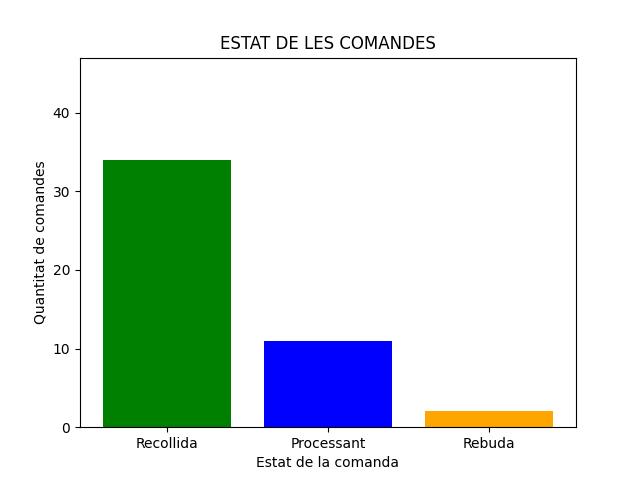 ESTAT DE LES COMANDES
Quantitat de comandes
40
30
20
10
0
Recollida Processant Rebuda
Estat de la comanda